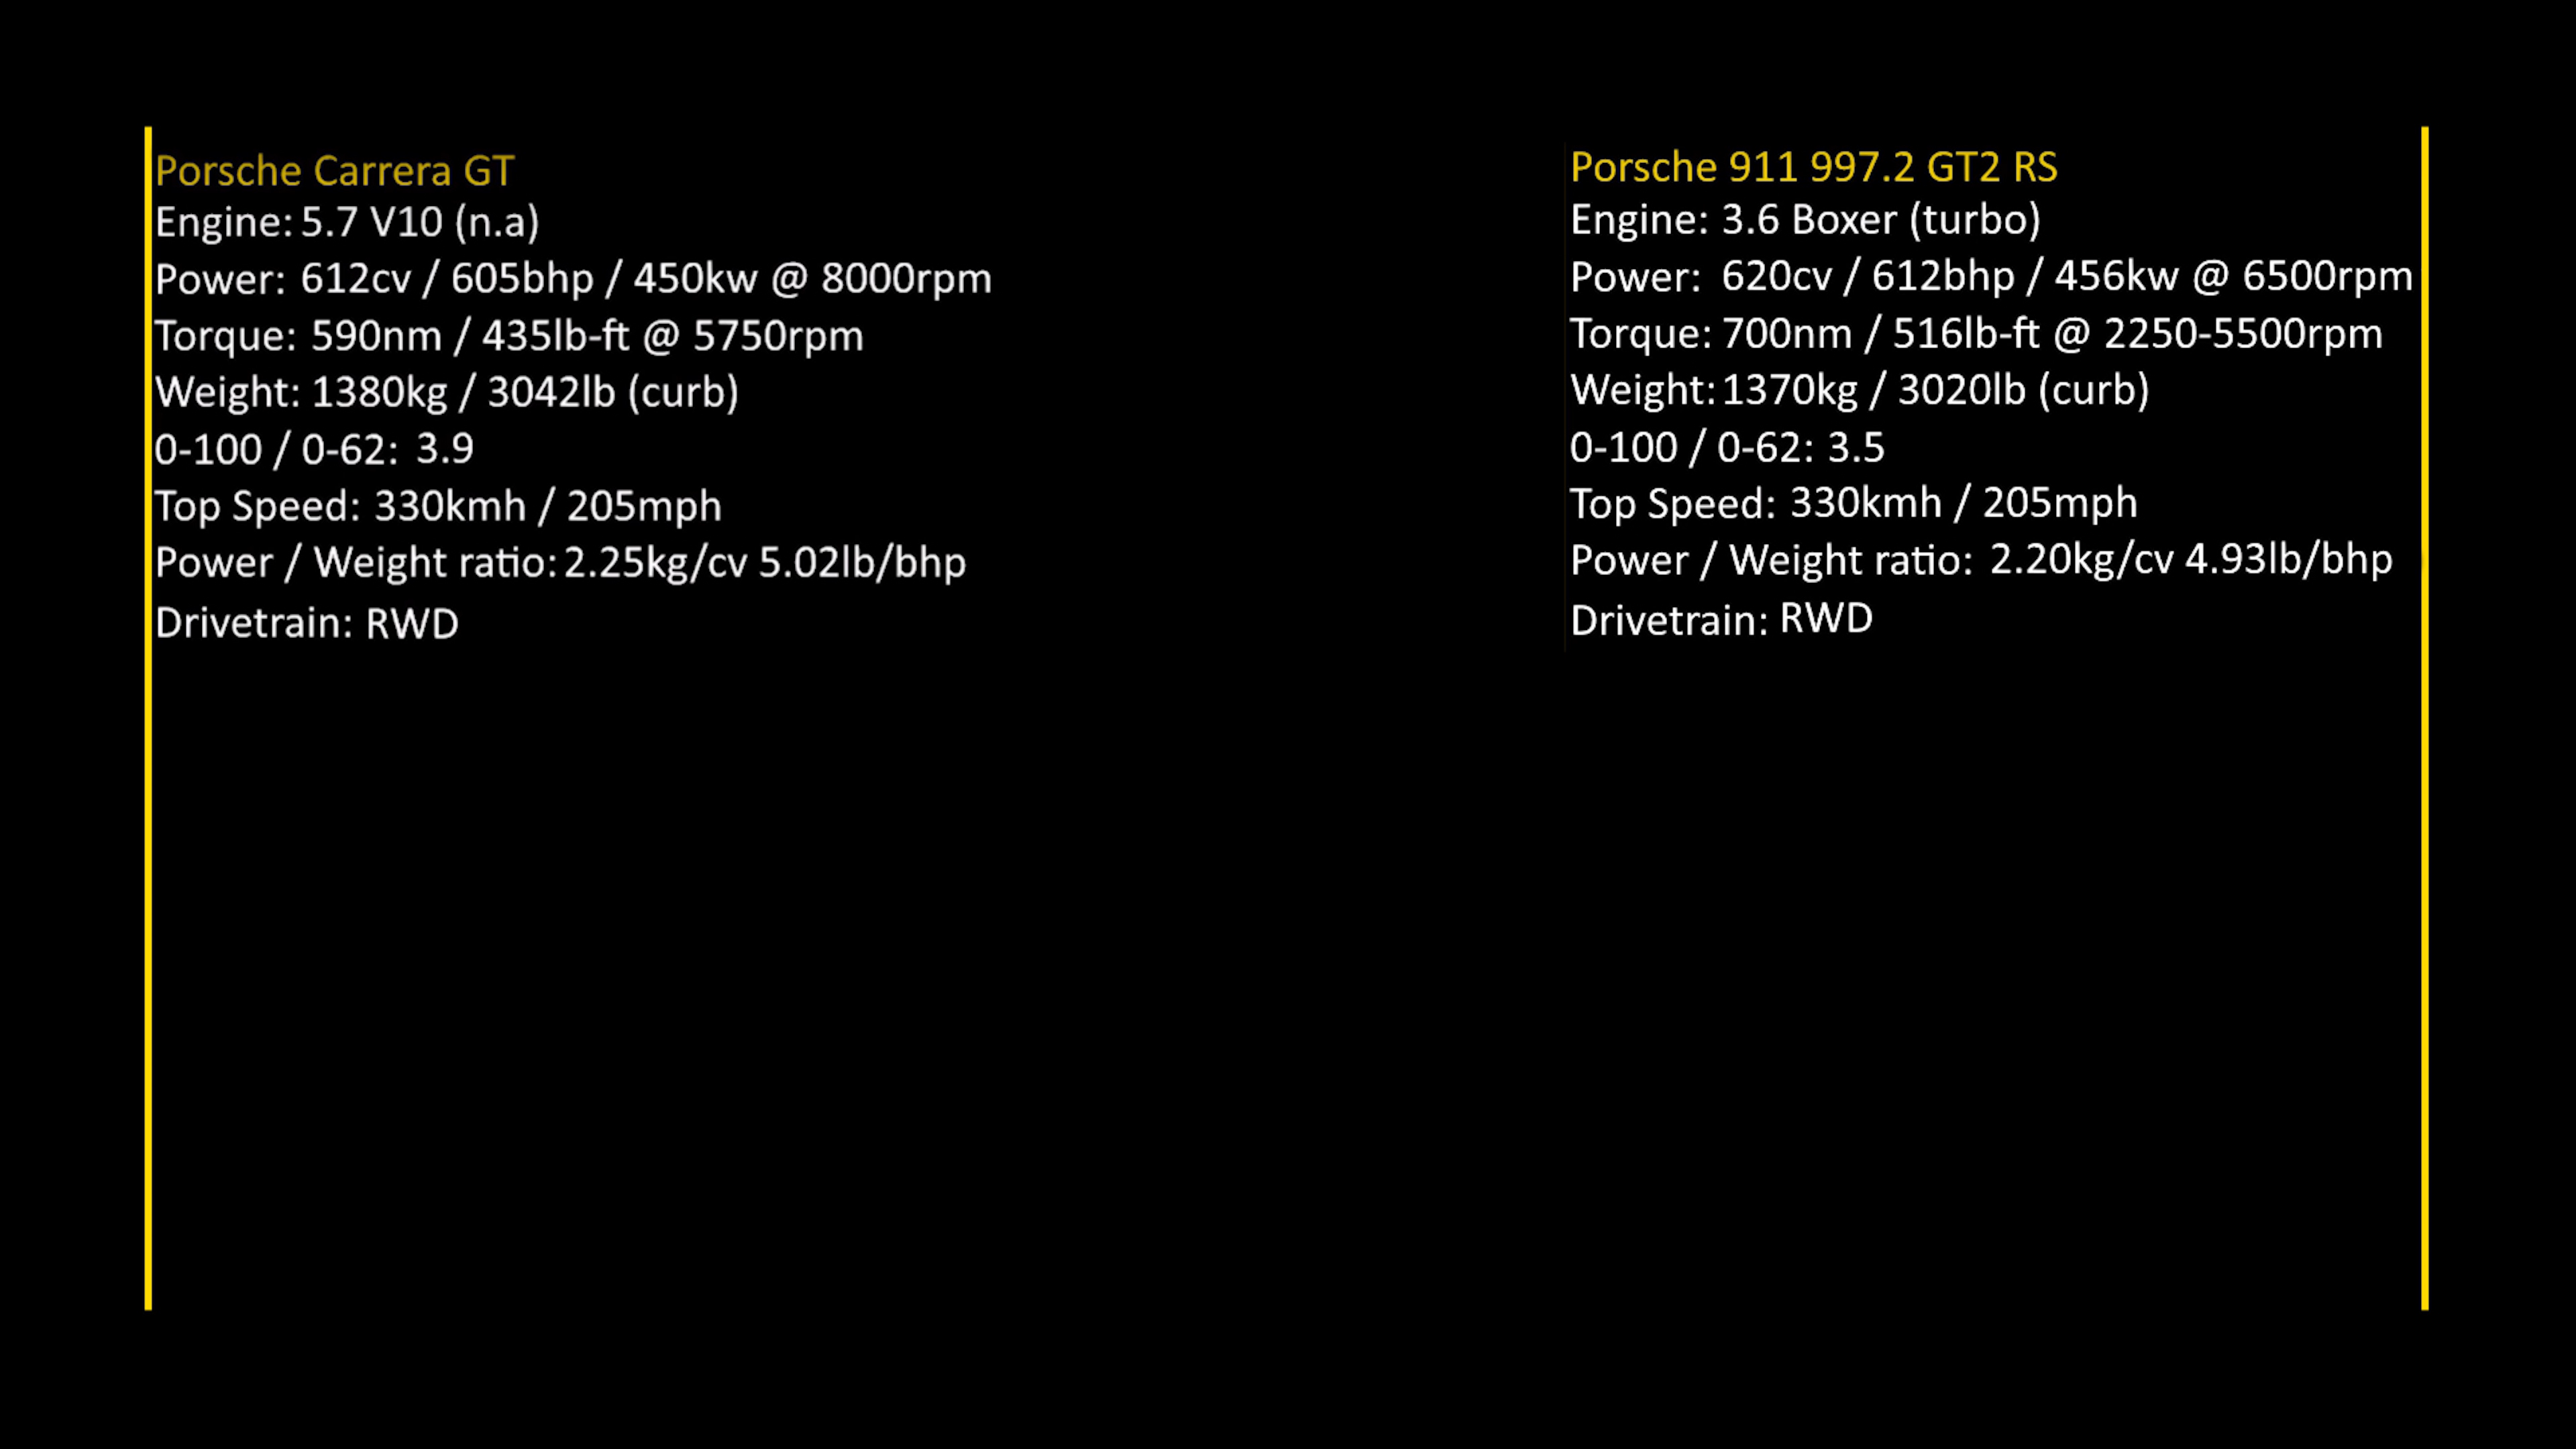 Porsche Carrera GT
Engine: 5.7 V10 (n.a)
Power: 612cv / 605bhp / 450kw @ 8000rpm
Torque: 590nm / 435lb-ft @ 5750rpm
Weight: 1380kg / 3042lb (curb)
0-100 / 0-62: 3.9
Top Speed: 330kmh / 205mph
Power / Weight ratio: 2.25kg/cv 5.02lb/bhp
Drivetrain: RWD
Porsche 911 997.2 GT2 RS
Engine: 3.6 Boxer (turbo)
Power: 620cv / 612bhp / 456kw @ 6500rpm
Torque: 700nm / 516lb-ft @ 2250-5500rpm
Weight: 1370kg / 3020lb (curb)
0-100 / 0-62: 3.5
Top Speed: 330kmh / 205mph
Power / Weight ratio: 2.20kg/cv 4.93lb/bhp
Drivetrain: RWD